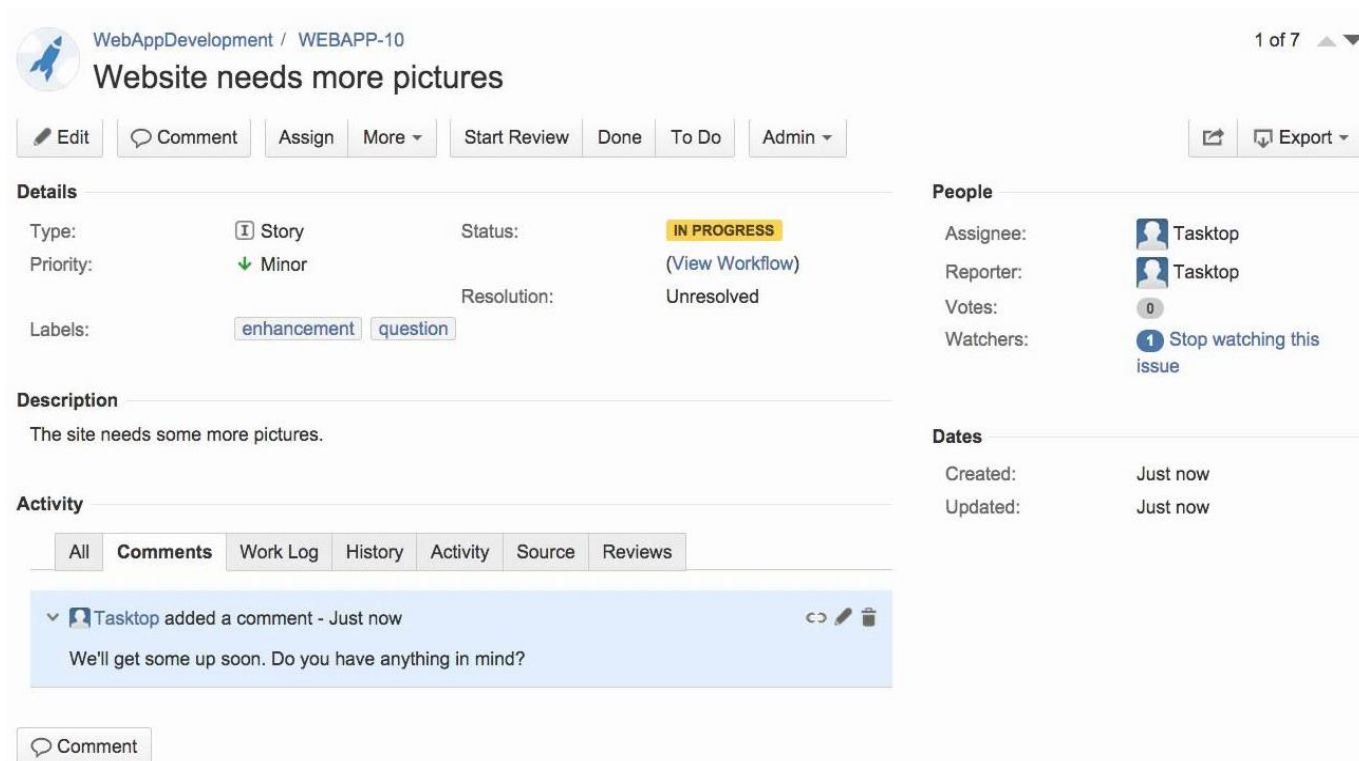 WebAppDevelopment / WEBAPP-10
1 of 7
Website needs more pictures
Edit Comment Assign More Start Review Done To Do Admin Export
Details
Type: I Story Status: IN PROGRESS
Priority: Minor (View Workflow)
Resolution: Unresolved
Labels: enhancement question
Description
The site needs some more pictures.
Activity
All Comments Work Log History Activity Source Reviews
Tasktop added a comment - Just now
We'll get some up soon. Do you have anything in mind?
Comment
People
Assignee: Tasktop
Reporter: Tasktop
Votes: 0
Watchers: 1 Stop watching this
issue
Dates
Created: Just now
Updated: Just now